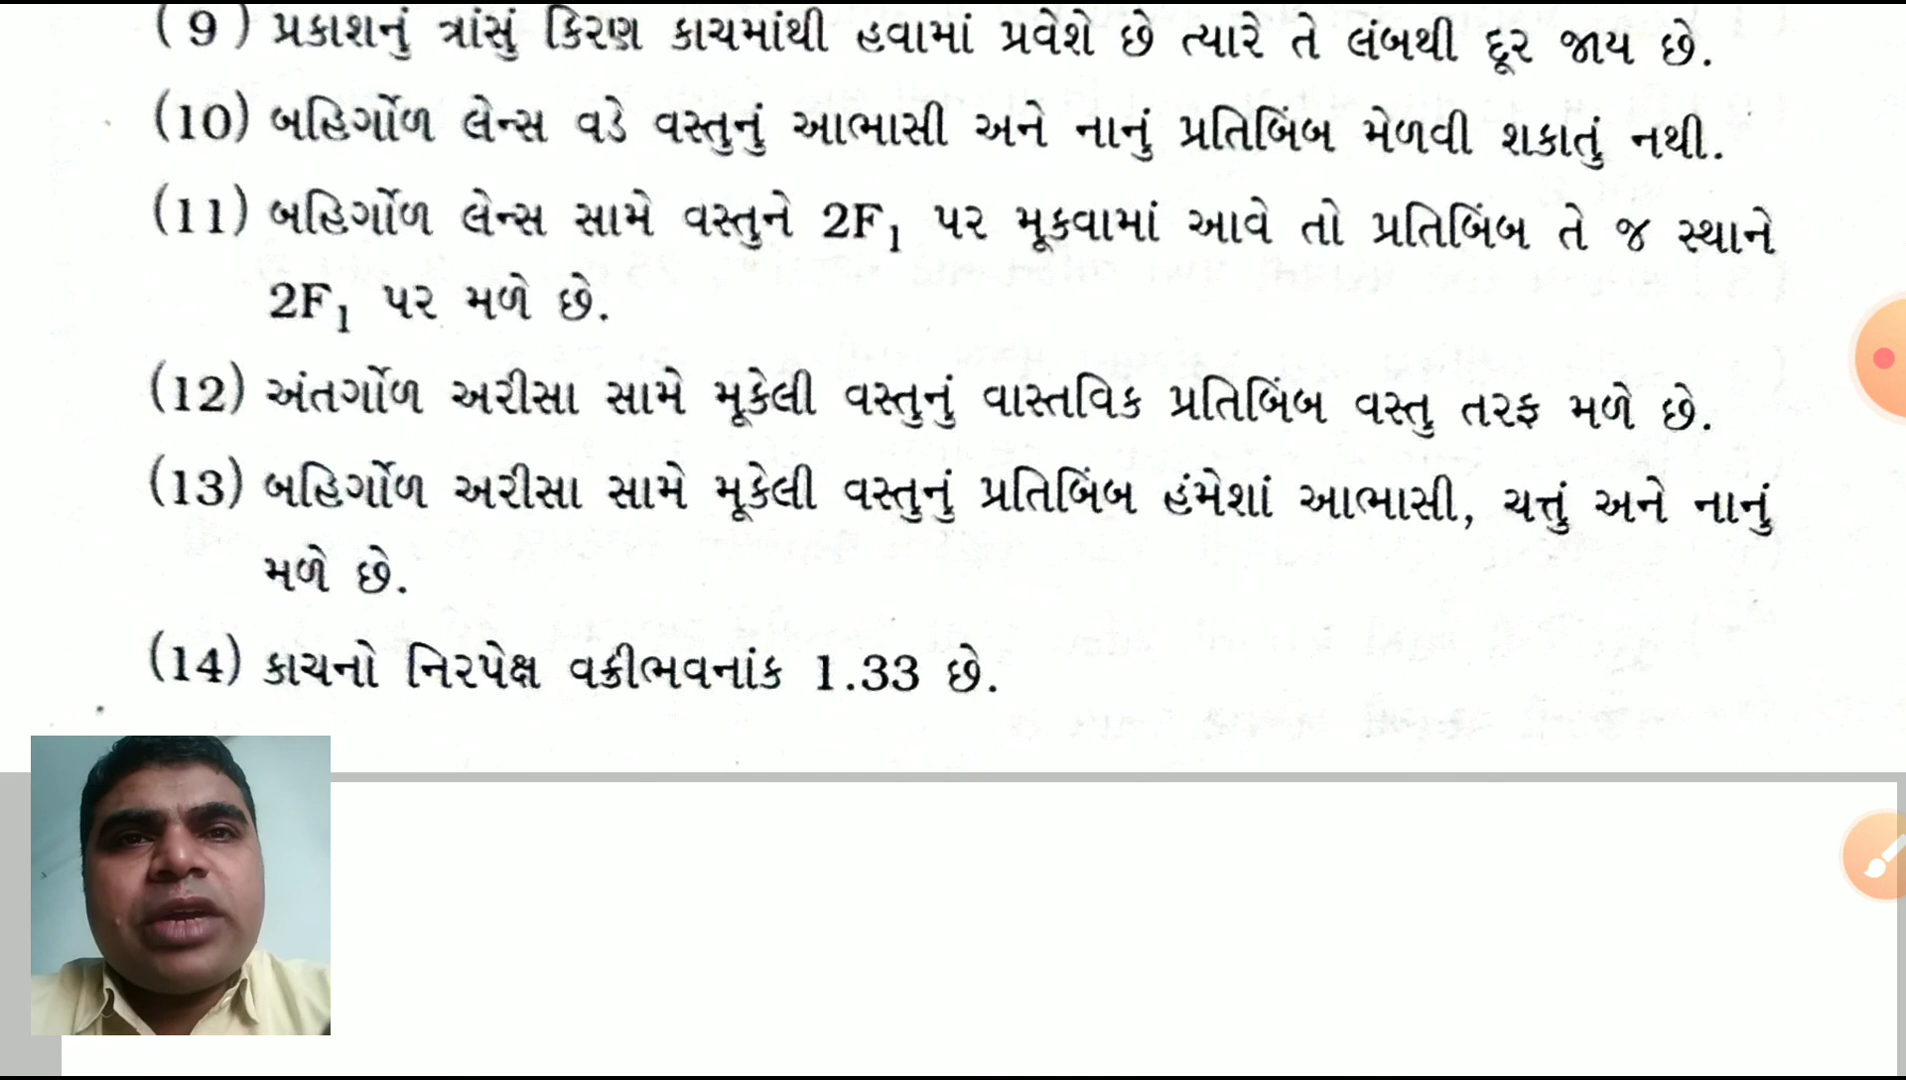 (9) પ્રકાશનું ત્રાંસું કિરણ કાચમાંથી હવામાં પ્રવેશે છે ત્યારે તે લંબથી દૂર જાય છે.
(10) બહિર્ગોળ લેન્સ વડે વસ્તુનું આભાસી અને નાનું પ્રતિબિંબ મેળવી શકાતું નથી.
(11) બહિર્ગોળ લેન્સ સામે વસ્તુને 2F₁ પર મૂકવામાં આવે તો પ્રતિબિંબ તે જ સ્થાને
2F₁ પર મળે છે.
(12) અંતર્ગોળ અરીસા સામે મૂકેલી વસ્તુનું વાસ્તવિક પ્રતિબિંબ વસ્તુ તરફ મળે છે.
(13) બહિર્ગોળ અરીસા સામે મૂકેલી વસ્તુનું પ્રતિબિંબ હંમેશાં આભાસી, ચત્તું અને નાનું
મળે છે.
(14) કાચનો નિરપેક્ષ વક્રીભવનાંક 1.33 છે.